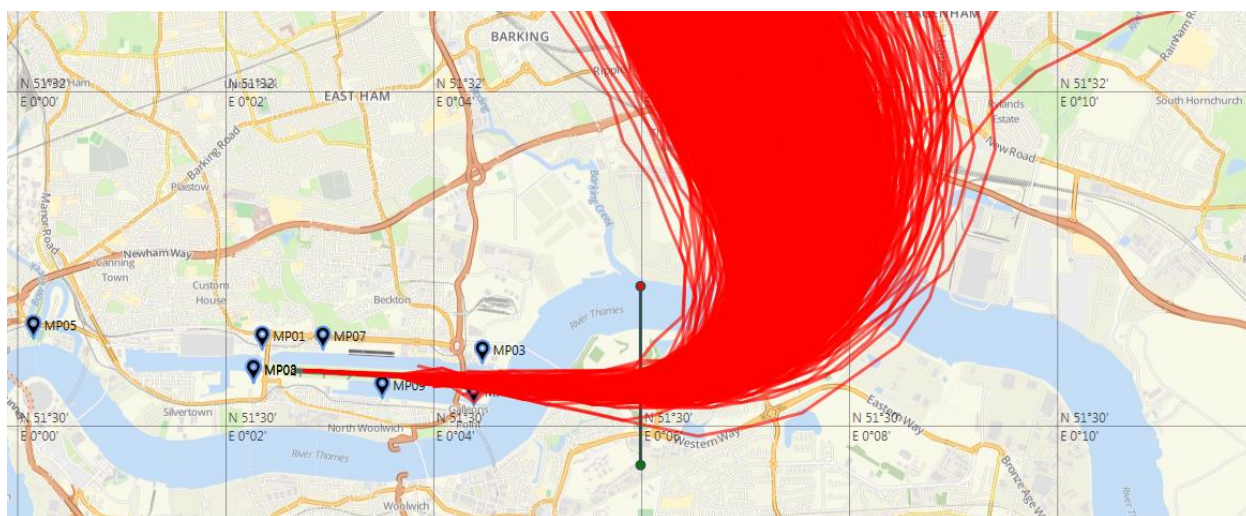 BARKING
N 51°32'
N 51°32'
N 51°32'
N 51°32'
E 0°00'
E 0°02'
E 0°04'
E 0°10'
EAST HAM
South Hornchurch
Rylands
Estate
New Road
Barking Road
Plaistow
Manor Road
Barking Creek
Newham Way
Canning
Town
Custom
House
Beckton
River Thames
MP05
MP01
MP07
MP03
MP08
MP09
Silvertown
Gallions
Point
North Woolwich
N 51°30'
N 51°30'
N 51°30'
N 51°30'
N 51°30'
N 51°30'
E 0°00'
E 0°02'
E 0°04'
E 0°06'
E 0°08'
E 0°10'
Western Way
Eastern Way
River Thames
Woolwich